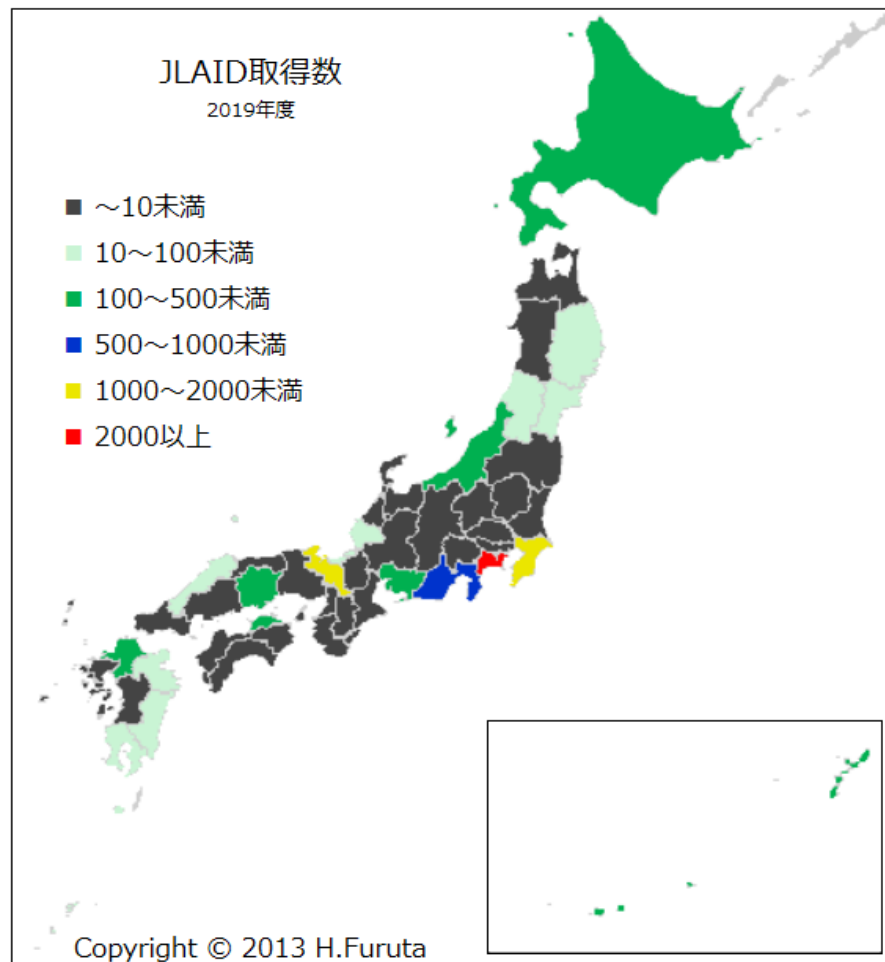 JLAID取得数
2019年度
■ ～10未満
■ 10～100未満
■ 100～500未満
■ 500～1000未満
■ 1000～2000未満
■ 2000以上
Copyright © 2013 H.Furuta